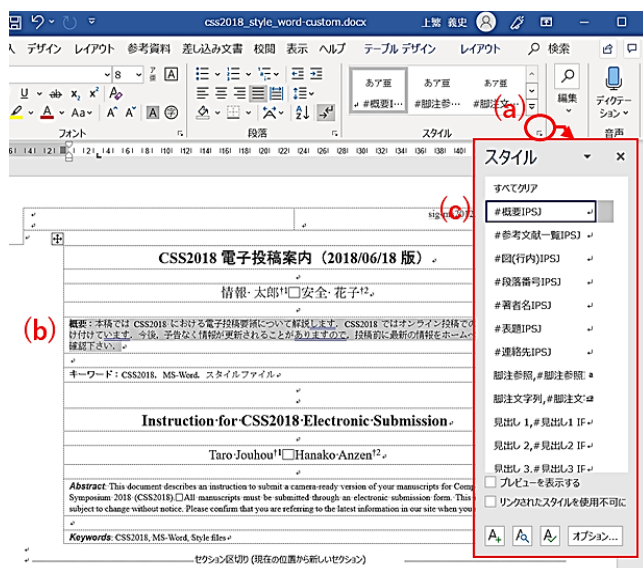 css2018_style_word-custom.docx 上繁 義史
デザイン レイアウト 参考資料 差し込み文書 校閲 表示 ヘルプ テーブル デザイン レイアウト 検索
8
あア亜 あア亜 あア亜
#概要I… #脚注参… #脚注文…
編集 ディクテーション
フォント 段落 スタイル 音声
(a)
スタイル
すべてクリア
(c)
#概要IPSJ
#参考文献一覧IPSJ
#図(行内)IPSJ
#段落番号IPSJ
#著者名IPSJ
#表題IPSJ
#連絡先IPSJ
脚注参照,#脚注参照 a
脚注文字列,#脚注文
見出し 1,#見出し1 IF
見出し 2,#見出し2 IF
見出し 3,#見出し3 IF
プレビューを表示する
リンクされたスタイルを使用不可に
オプション...
CSS2018 電子投稿案内（2018/06/18 版）
情報 太郎†1□安全 花子†2
(b)
概要：本稿では CSS2018 における電子投稿要領について解説します．CSS2018 ではオンライン投稿での
け付けています．今後，予告なく情報が更新されることがありますので，投稿前に最新の情報をホームペ
確認下さい．
キーワード：CSS2018，MS-Word，スタイルファイル
Instruction for CSS2018 Electronic Submission
Taro Jouhou†1□Hanako Anzen†2
Abstract: This document describes an instruction to submit a camera-ready version of your manuscripts for Comp
Symposium 2018 (CSS2018).□All manuscripts must be submitted through an electronic submission form. This
subject to change without notice. Please confirm that you are referring to the latest information in our site when you
Keywords: CSS2018, MS-Word, Style files
セクション区切り (現在の位置から新しいセクション)